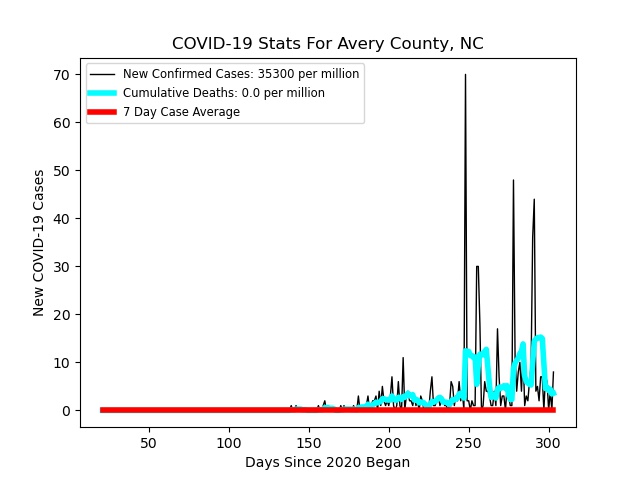 COVID-19 Stats For Avery County, NC
New Confirmed Cases: 35300 per million
Cumulative Deaths: 0.0 per million
7 Day Case Average
70
60
50
40
30
20
10
0
New COVID-19 Cases
50 100 150 200 250 300
Days Since 2020 Began